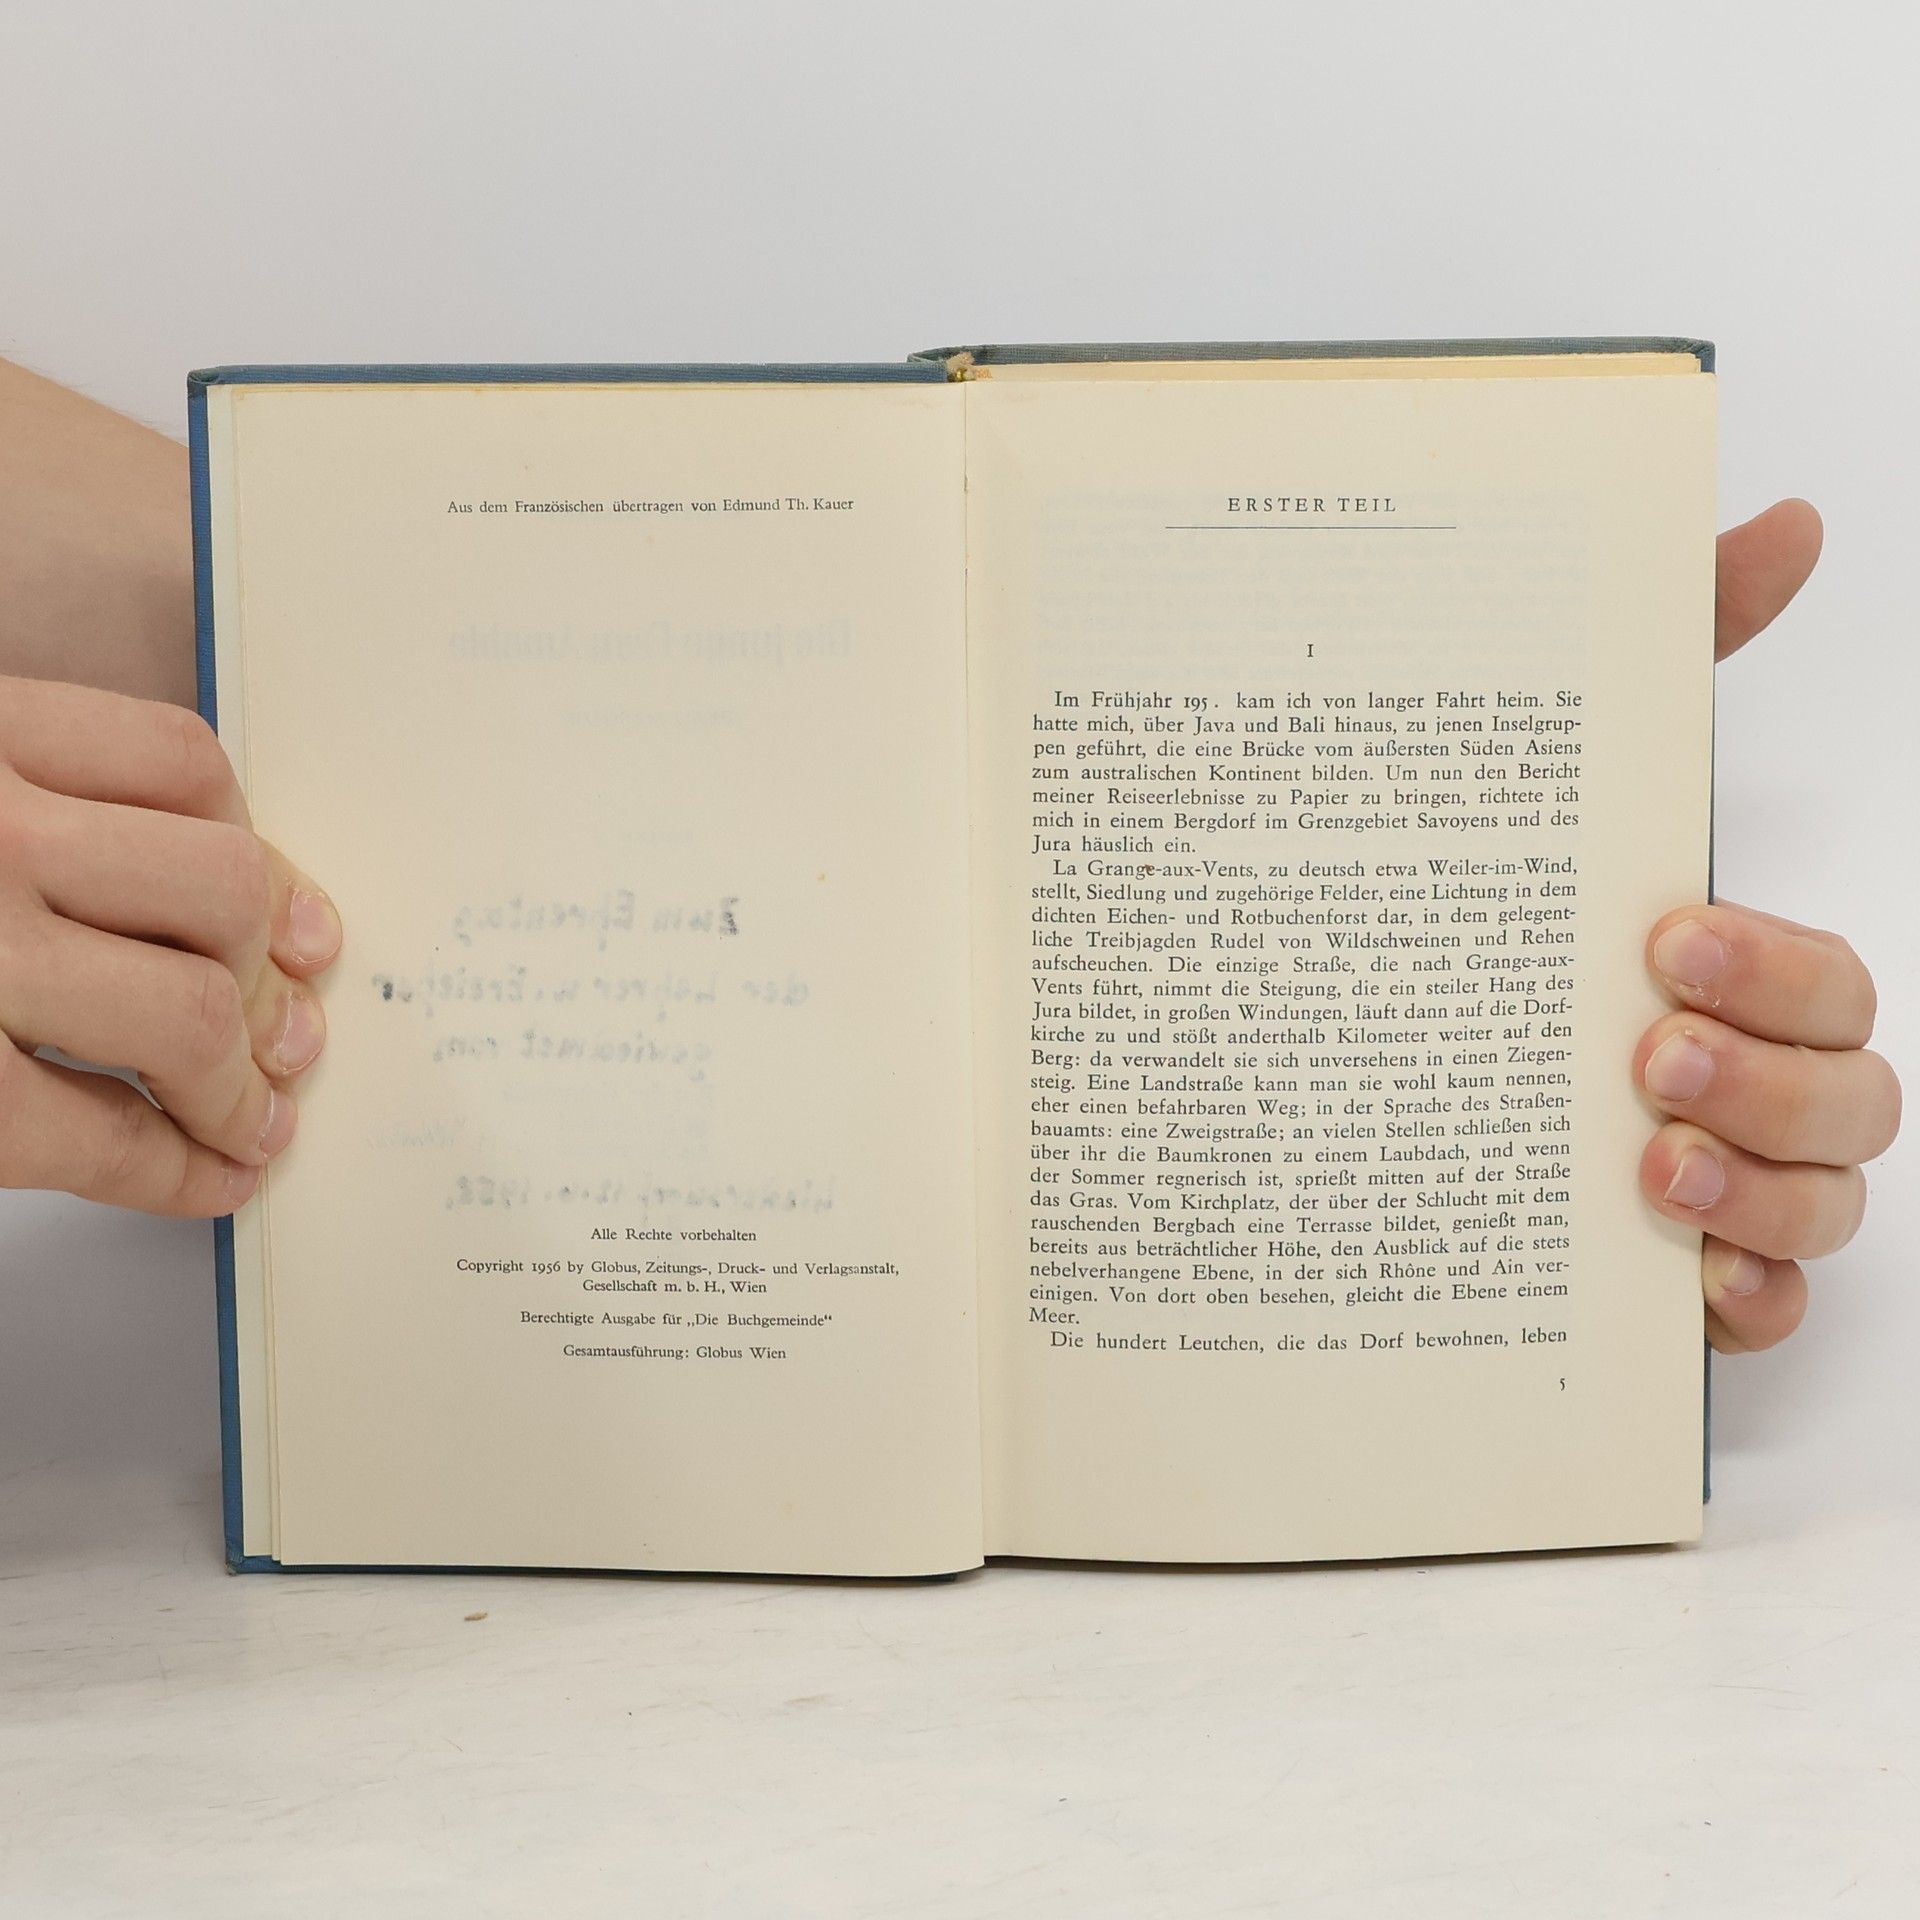 Aus dem Französischen übertragen von Edmund Th. Kauer
Alle Rechte vorbehalten
Copyright 1956 by Globus, Zeitungs-, Druck- und Verlagsanstalt,
Gesellschaft m. b. H., Wien
Berechtigte Ausgabe für „Die Buchgemeinde“
Gesamtausführung: Globus Wien
ERSTER TEIL
I
Im Frühjahr 195 . kam ich von langer Fahrt heim. Sie
hatte mich, über Java und Bali hinaus, zu jenen Inselgrup-
pen geführt, die eine Brücke vom äußersten Süden Asiens
zum australischen Kontinent bilden. Um nun den Bericht
meiner Reiseerlebnisse zu Papier zu bringen, richtete ich
mich in einem Bergdorf im Grenzgebiet Savoyens und des
Jura häuslich ein.
La Grange-aux-Vents, zu deutsch etwa Weiler-im-Wind,
stellt, Siedlung und zugehörige Felder, eine Lichtung in dem
dichten Eichen- und Rotbuchenforst dar, in dem gelegent-
liche Treibjagden Rudel von Wildschweinen und Rehen
aufscheuchen. Die einzige Straße, die nach Grange-aux-
Vents führt, nimmt die Steigung, die ein steiler Hang des
Jura bildet, in großen Windungen, läuft dann auf die Dorf-
kirche zu und stößt anderthalb Kilometer weiter auf den
Berg: da verwandelt sie sich unversehens in einen Ziegen-
steig. Eine Landstraße kann man sie wohl kaum nennen,
eher einen befahrbaren Weg; in der Sprache des Straßen-
bauamts: eine Zweigstraße; an vielen Stellen schließen sich
über ihr die Baumkronen zu einem Laubdach, und wenn
der Sommer regnerisch ist, sprießt mitten auf der Straße
das Gras. Vom Kirchplatz, der über der Schlucht mit dem
rauschenden Bergbach eine Terrasse bildet, genießt man,
bereits aus beträchtlicher Höhe, den Ausblick auf die stets
nebelverhangene Ebene, in der sich Rhône und Ain ver-
einigen. Von dort oben besehen, gleicht die Ebene einem
Meer.
Die hundert Leutchen, die das Dorf bewohnen, leben
5